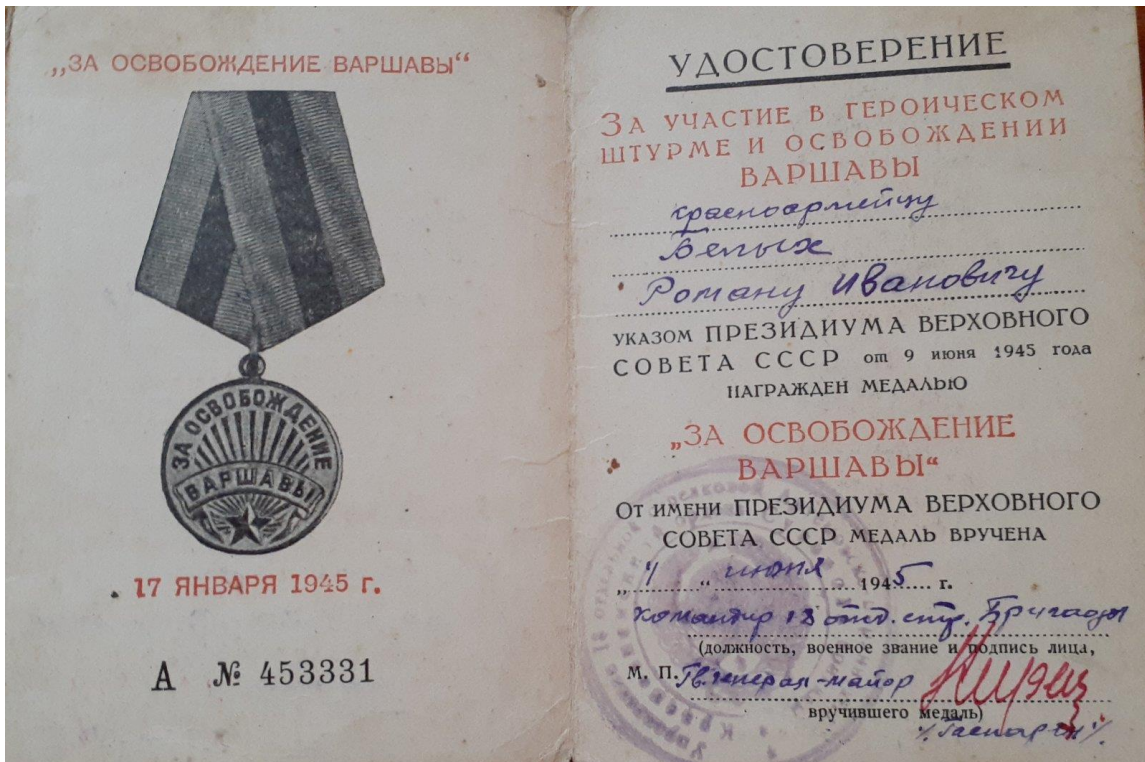 „ЗА ОСВОБОЖДЕНИЕ ВАРШАВЫ“
ЗА ОСВОБОЖДЕНИЕ
ВАРШАВЫ
17 ЯНВАРЯ 1945 г.
А № 453331
УДОСТОВЕРЕНИЕ
ЗА УЧАСТИЕ В ГЕРОИЧЕСКОМ
ШТУРМЕ И ОСВОБОЖДЕНИИ
ВАРШАВЫ
красноармейцу
Белых
Роману Ивановичу
УКАЗОМ ПРЕЗИДИУМА ВЕРХОВНОГО
СОВЕТА СССР от 9 июня 1945 года
НАГРАЖДЕН МЕДАЛЬЮ
„ЗА ОСВОБОЖДЕНИЕ
ВАРШАВЫ“
ОТ ИМЕНИ ПРЕЗИДИУМА ВЕРХОВНОГО
СОВЕТА СССР МЕДАЛЬ ВРУЧЕНА
„ “ 1945 г.
Командир 18 отд. стр. Бригады
(должность, военное звание и подпись лица,
М. П. Гв. генерал-майор
вручившего медаль)